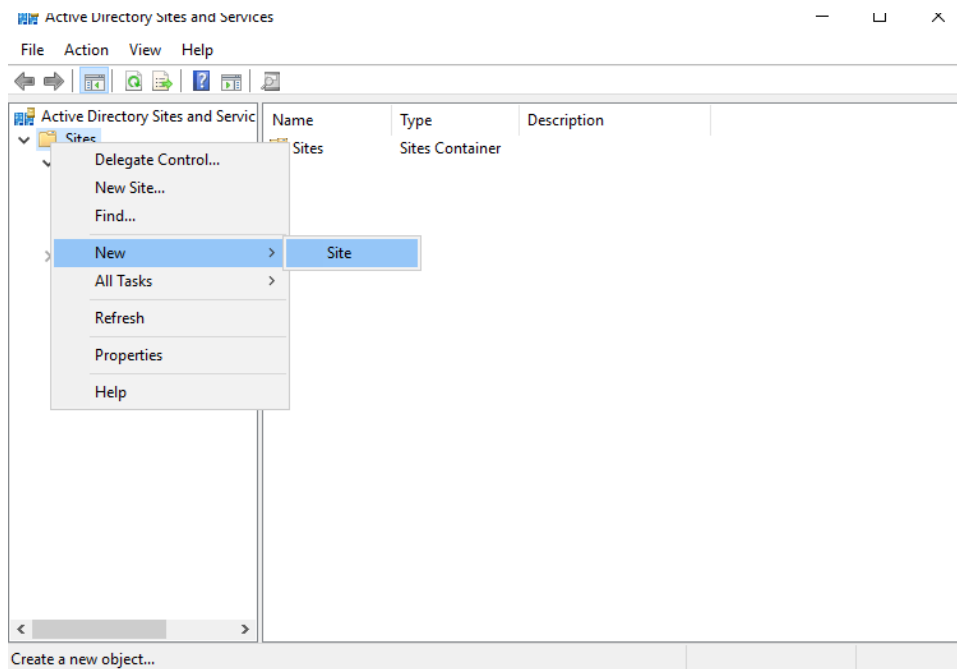 Active Directory Sites and Services
File Action View Help
Active Directory Sites and Servic
Name Type Description
Sites
Sites Sites Container
Delegate Control...
New Site...
Find...
New
Site
All Tasks
Refresh
Properties
Help
Create a new object...